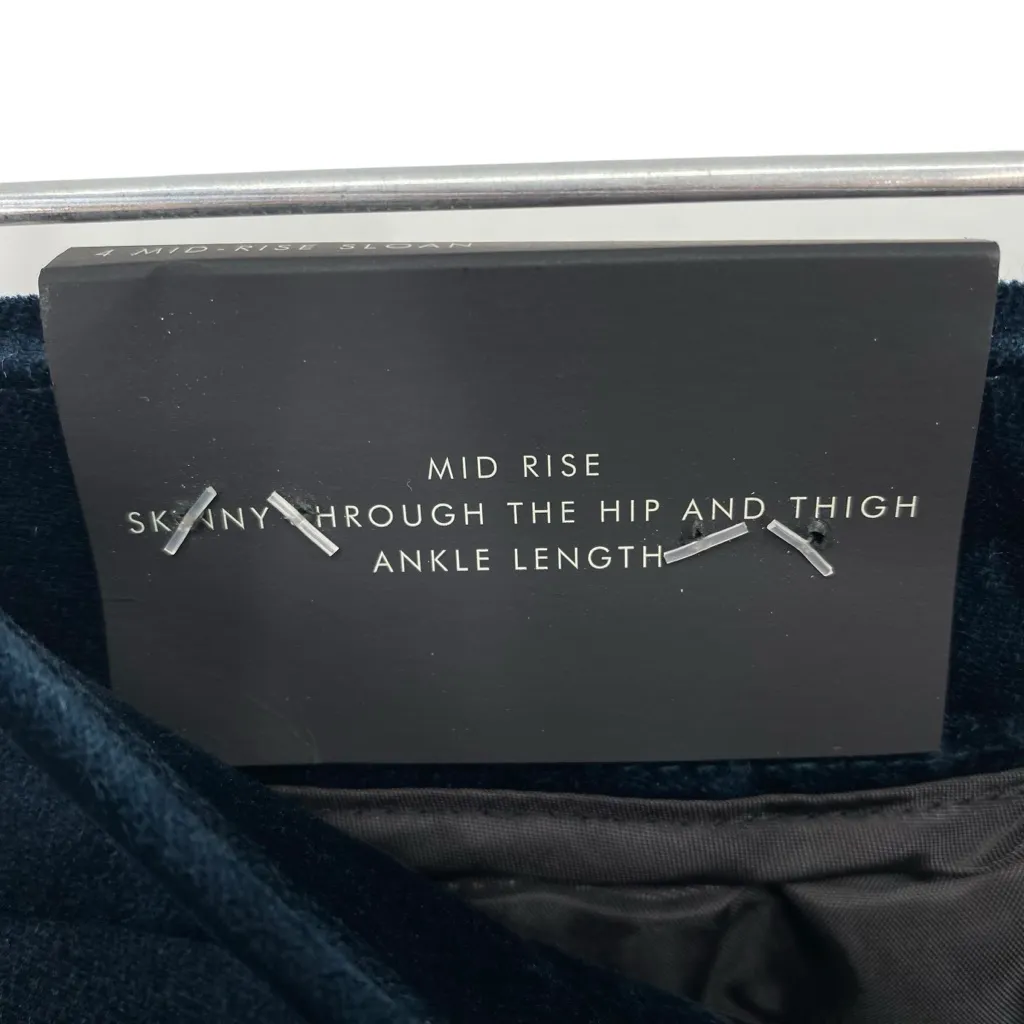 4 MID-RISE SLOAN
MID RISE
SKINNY THROUGH THE HIP AND THIGH
ANKLE LENGTH